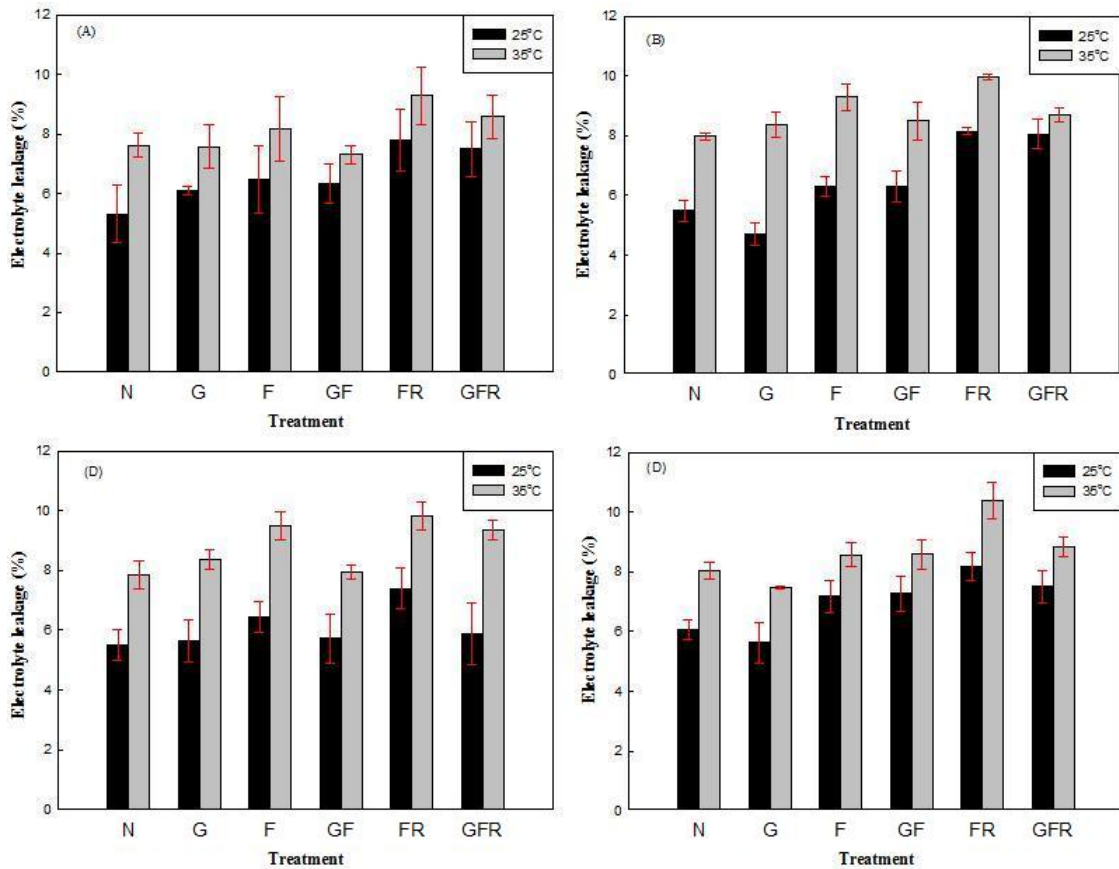 (A)
25°C
35°C
Electrolyte leakage (%)
12
10
8
6
4
2
0
N G F GF FR GFR
Treatment
(B)
25°C
35°C
Electrolyte leakage (%)
12
10
8
6
4
2
0
N G F GF FR GFR
Treatment
(D)
25°C
35°C
Electrolyte leakage (%)
12
10
8
6
4
2
0
N G F GF FR GFR
Treatment
(D)
25°C
35°C
Electrolyte leakage (%)
12
10
8
6
4
2
0
N G F GF FR GFR
Treatment